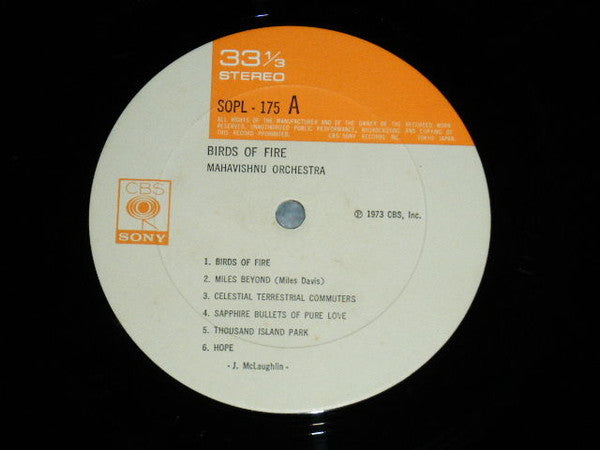 33 1/3
STEREO
SOPL - 175 A
ALL RIGHTS OF THE MANUFACTURER AND OF THE OWNER OF THE RECORDED WORK
RESERVED, UNAUTHORIZED PUBLIC PERFORMANCE, BROADCASTING AND COPYING OF
THIS RECORD PROHIBITED. CBS/SONY RECORDS INC. TOKYO JAPAN.
BIRDS OF FIRE
MAHAVISHNU ORCHESTRA
CBS
SONY
℗ 1973 CBS, Inc.
1. BIRDS OF FIRE
2. MILES BEYOND (Miles Davis)
3. CELESTIAL TERRESTRIAL COMMUTERS
4. SAPPHIRE BULLETS OF PURE LOVE
5. THOUSAND ISLAND PARK
6. HOPE
- J. McLaughlin -